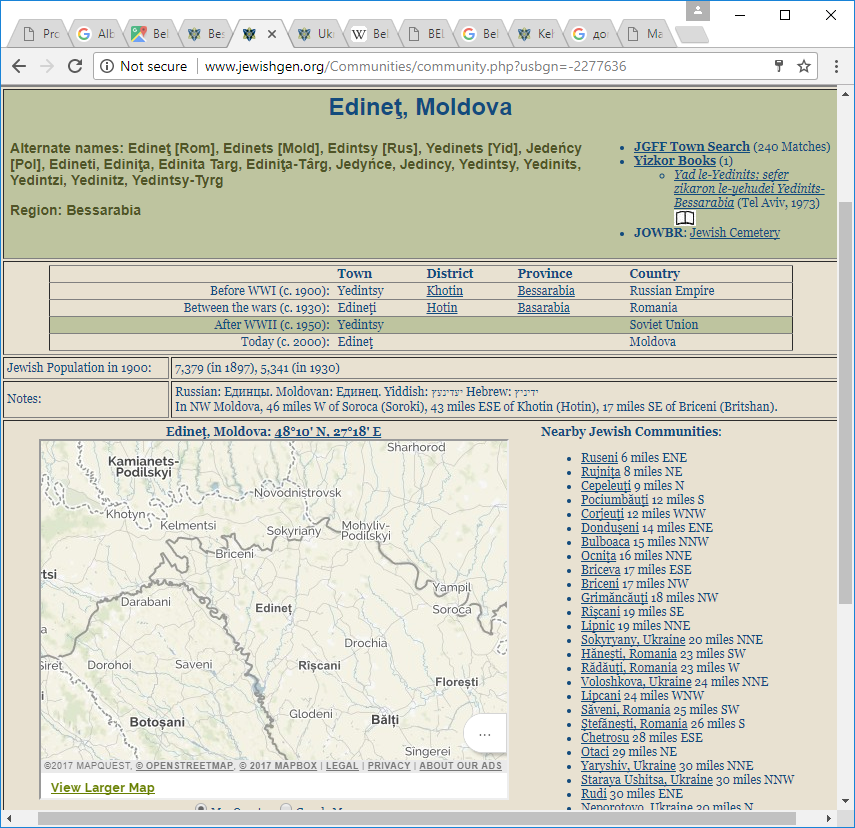 Pro
Alb
Bel
Bes
Ukr
Bel
BEL
Bel
Kel
до
Ma
Not secure
www.jewishgen.org/Communities/community.php?usbgn=-2277636
Edineţ, Moldova
Alternate names: Edineţ [Rom], Edinets [Mold], Edintsy [Rus], Yedinets [Yid], Jedeńcy
[Pol], Edineti, Ediniţa, Edinita Targ, Ediniţa-Târg, Jedyńce, Jedincy, Yedintsy, Yedinits,
Yedintzi, Yedinitz, Yedintsy-Tyrg
Region: Bessarabia
JGFF Town Search (240 Matches)
Yizkor Books (1)
Yad le-Yedinits; sefer
zikaron le-yehudei Yedinits-
Bessarabia (Tel Aviv, 1973)
JOWBR: Jewish Cemetery
Town District Province Country
Before WWI (c. 1900): Yedintsy Khotin Bessarabia Russian Empire
Between the wars (c. 1930): Edineţi Hotin Basarabia Romania
After WWII (c. 1950): Yedintsy Soviet Union
Today (c. 2000): Edineţ Moldova
Jewish Population in 1900: 7,379 (in 1897), 5,341 (in 1930)
Notes: Russian: Единцы. Moldovan: Единец. Yiddish: יעדינעץ Hebrew: ידיניץ
In NW Moldova, 46 miles W of Soroca (Soroki), 43 miles ESE of Khotin (Hotin), 17 miles SE of Briceni (Britshan).
Edineţ, Moldova: 48°10' N, 27°18' E
Sharhorod
Kamianets-
Podilskyi
Novodnistrovsk
Khotyn
Kelmentsi
Sokyriany
Mohyliv-
Podilskyi
Briceni
rtsi
Darabani
Edineț
Yampil
Soroca
a
Drochia
Siret
Dorohoi
Saveni
Rîșcani
Florești
i
Glodeni
Botoșani
Bălți
Singerei
...
©2017 MAPQUEST, © OPENSTREETMAP, © 2017 MAPBOX | LEGAL | PRIVACY | ABOUT OUR ADS
View Larger Map
Nearby Jewish Communities:
Ruseni 6 miles ENE
Rujniţa 8 miles NE
Cepeleuţi 9 miles N
Pociumbăuţi 12 miles S
Corjeuţi 12 miles WNW
Donduşeni 14 miles ENE
Bulboaca 15 miles NNW
Ocniţa 16 miles NNE
Briceva 17 miles ESE
Briceni 17 miles NW
Grimăncăuţi 18 miles NW
Rîşcani 19 miles SE
Lipnic 19 miles NNE
Sokyryany, Ukraine 20 miles NNE
Hăneşti, Romania 23 miles SW
Rădăuţi, Romania 23 miles W
Voloshkova, Ukraine 24 miles NNE
Lipcani 24 miles WNW
Săveni, Romania 25 miles SW
Ştefăneşti, Romania 26 miles S
Chetrosu 28 miles ESE
Otaci 29 miles NE
Yaryshiv, Ukraine 30 miles NNE
Staraya Ushitsa, Ukraine 30 miles NNW
Rudi 30 miles ENE
Neporotovo, Ukraine 30 miles N